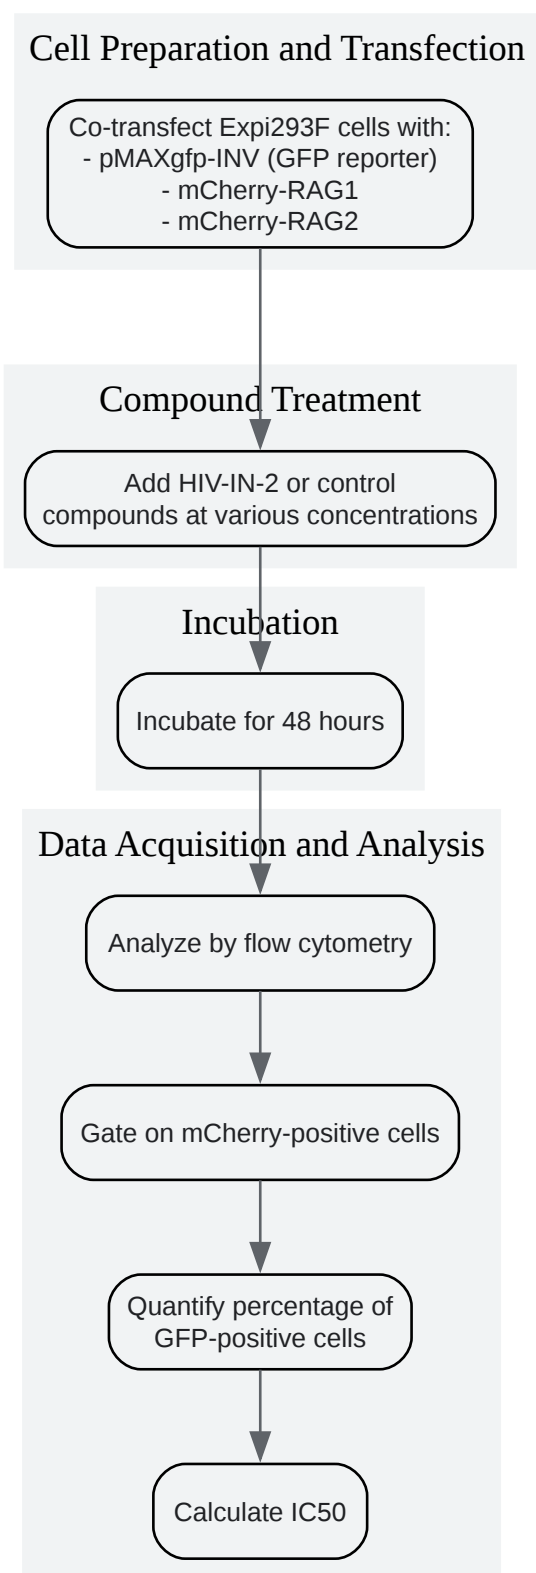 Cell Preparation and Transfection
Co-transfect Expi293F cells with:
- pMAXgfp-INV (GFP reporter)
- mCherry-RAG1
- mCherry-RAG2
Compound Treatment
Add HIV-IN-2 or control
compounds at various concentrations
Incubation
Incubate for 48 hours
Data Acquisition and Analysis
Analyze by flow cytometry
Gate on mCherry-positive cells
Quantify percentage of
GFP-positive cells
Calculate IC50